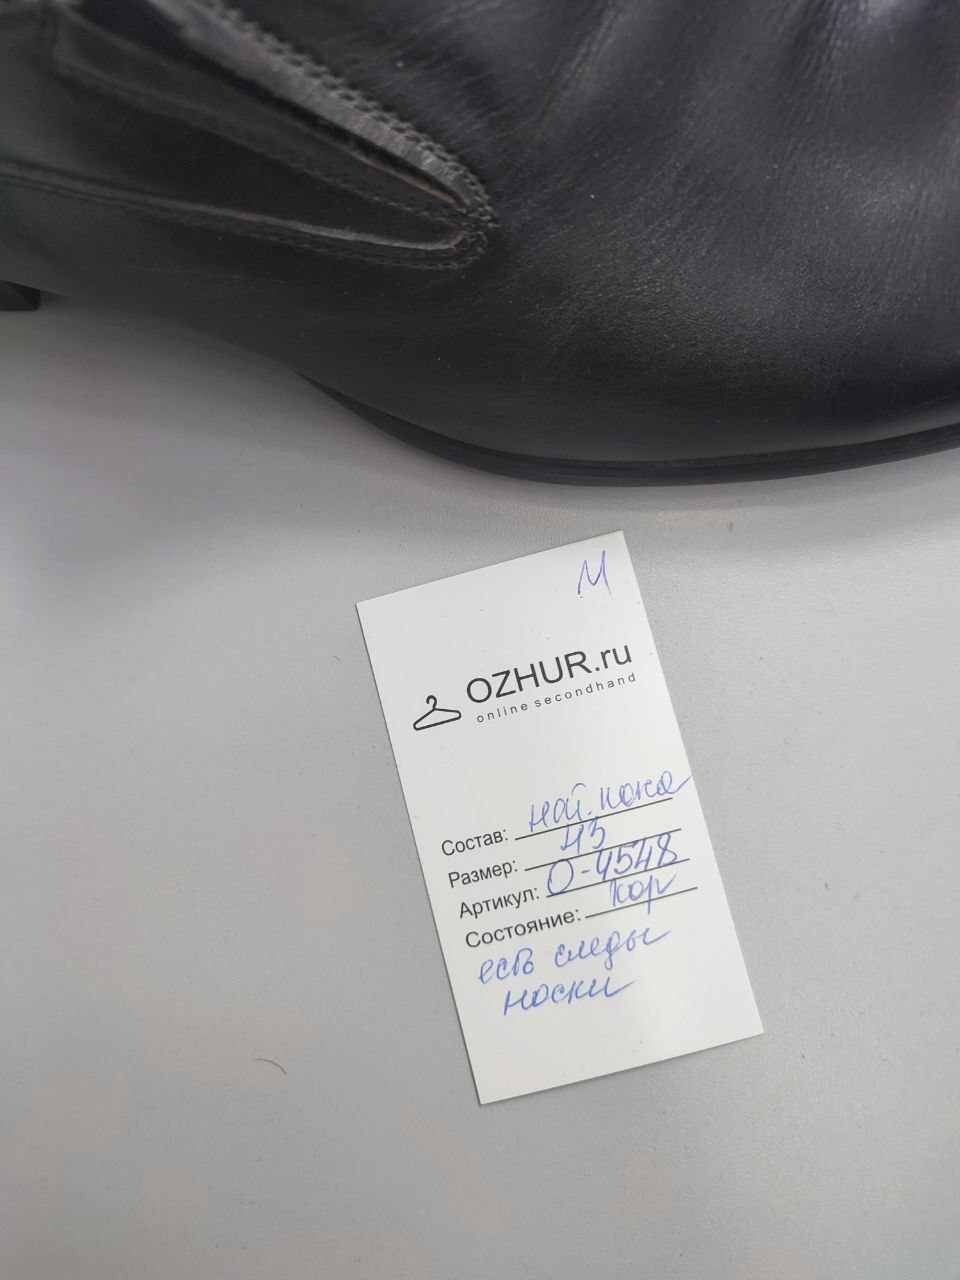 М
OZHUR.ru
online secondhand
Состав: нат. кожа
Размер: 43
Артикул: О-4548
Состояние: хор
есть следы
носки